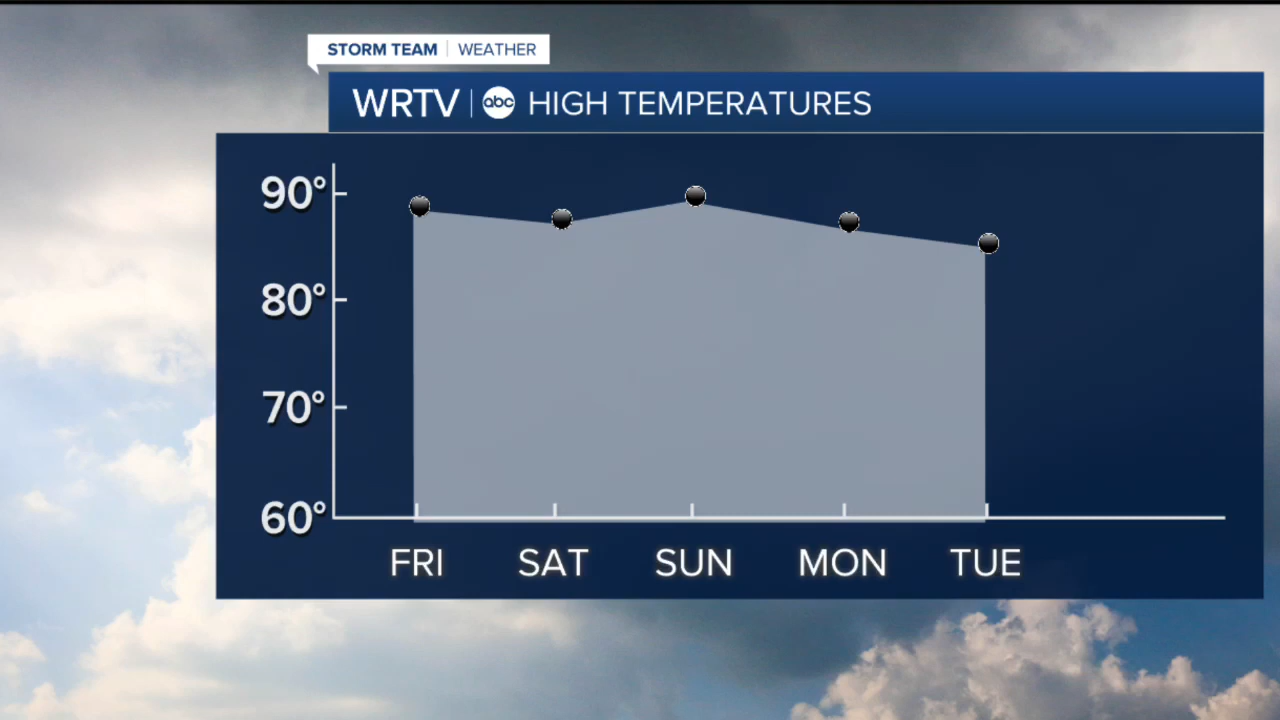 STORM TEAM | WEATHER
WRTV | abc HIGH TEMPERATURES
90°
80°
70°
60°
FRI SAT SUN MON TUE